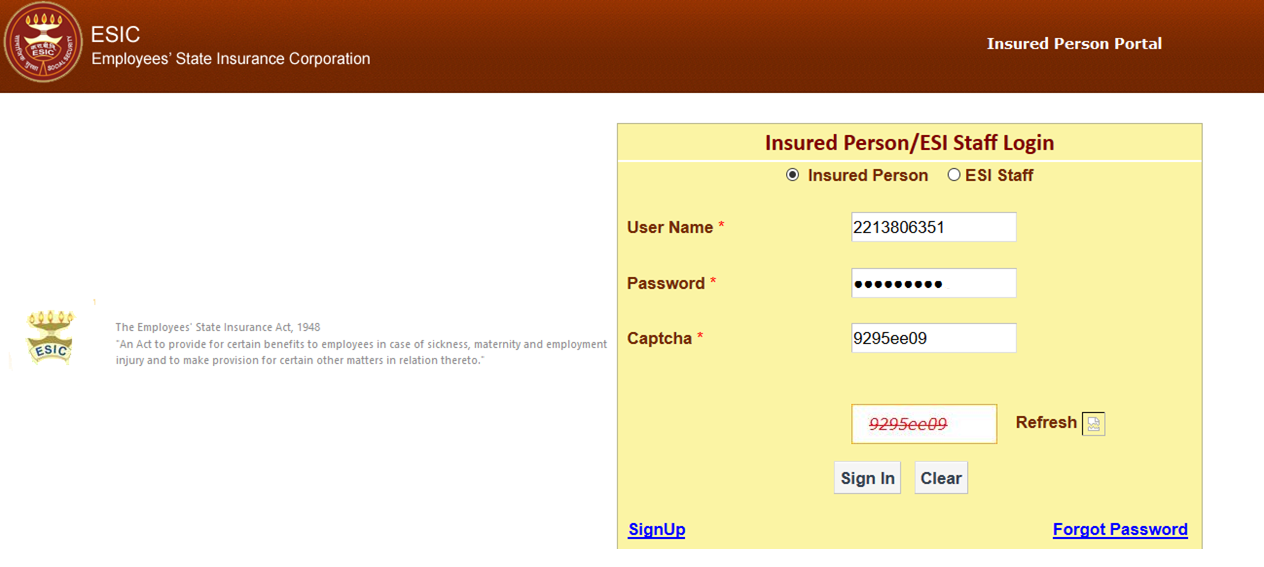 ESIC
Employees' State Insurance Corporation
Insured Person Portal
ESIC
SOCIAL SECURITY
Insured Person/ESI Staff Login
Insured Person ESI Staff
User Name * 2213806351
Password * ●●●●●●●●●
Captcha * 9295ee09
9295ee09 Refresh
Sign In Clear
SignUp Forgot Password
ESIC
The Employees' State Insurance Act, 1948
"An Act to provide for certain benefits to employees in case of sickness, maternity and employment
injury and to make provision for certain other matters in relation thereto."